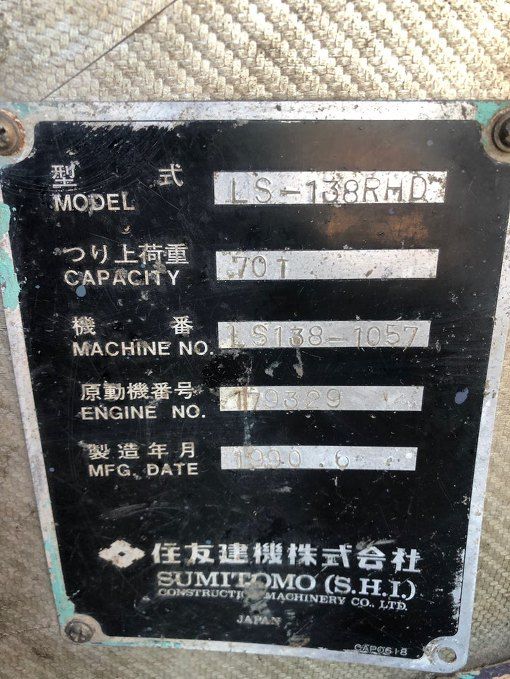 型式 LS-138RHD
MODEL
つり上荷重 70T
CAPACITY
機番 LS138-1057
MACHINE NO.
原動機番号 179389
ENGINE NO.
製造年月 1990.6
MFG. DATE
住友建機株式会社
SUMITOMO (S.H.I.)
CONSTRUCTION MACHINERY CO., LTD.
JAPAN